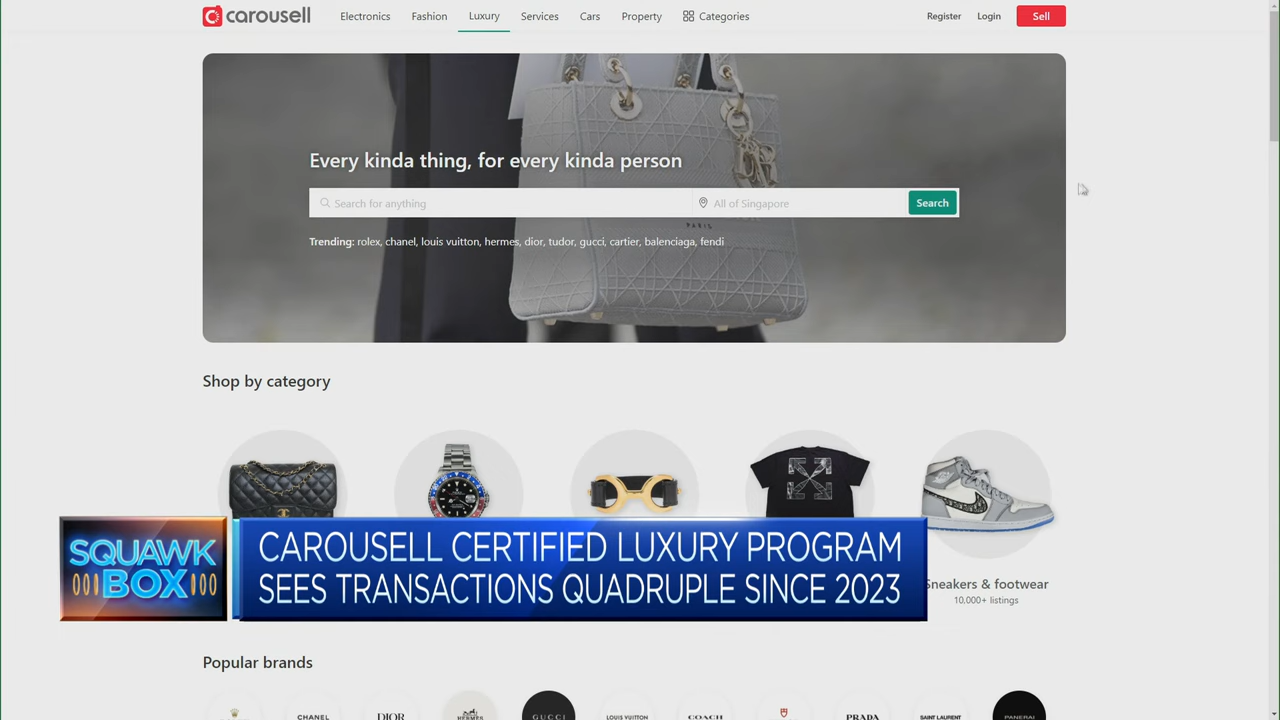 carousell
Electronics
Fashion
Luxury
Services
Cars
Property
Categories
Register
Login
Sell
Every kinda thing, for every kinda person
Search for anything
All of Singapore
Search
PARIS
Trending: rolex, chanel, louis vuitton, hermes, dior, tudor, gucci, cartier, balenciaga, fendi
Shop by category
SQUAWK
BOX
CAROUSELL CERTIFIED LUXURY PROGRAM
SEES TRANSACTIONS QUADRUPLE SINCE 2023
Sneakers & footwear
10,000+ listings
Popular brands
CHANEL
DIOR
HERMÈS
GUCCI
LOUIS VUITTON
COACH
PRADA
SAINT LAURENT
PANERAI